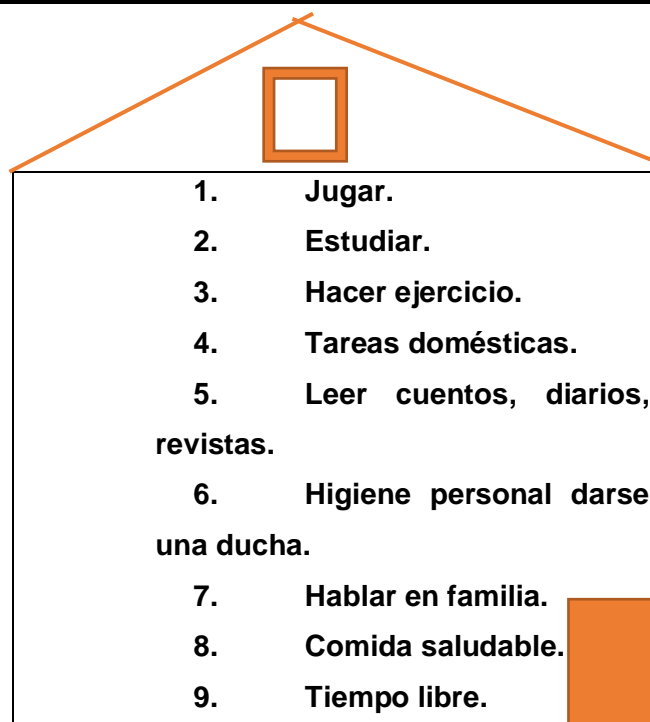 1. Jugar.
2. Estudiar.
3. Hacer ejercicio.
4. Tareas domésticas.
5. Leer cuentos, diarios,
revistas.
6. Higiene personal darse
una ducha.
7. Hablar en familia.
8. Comida saludable.
9. Tiempo libre.